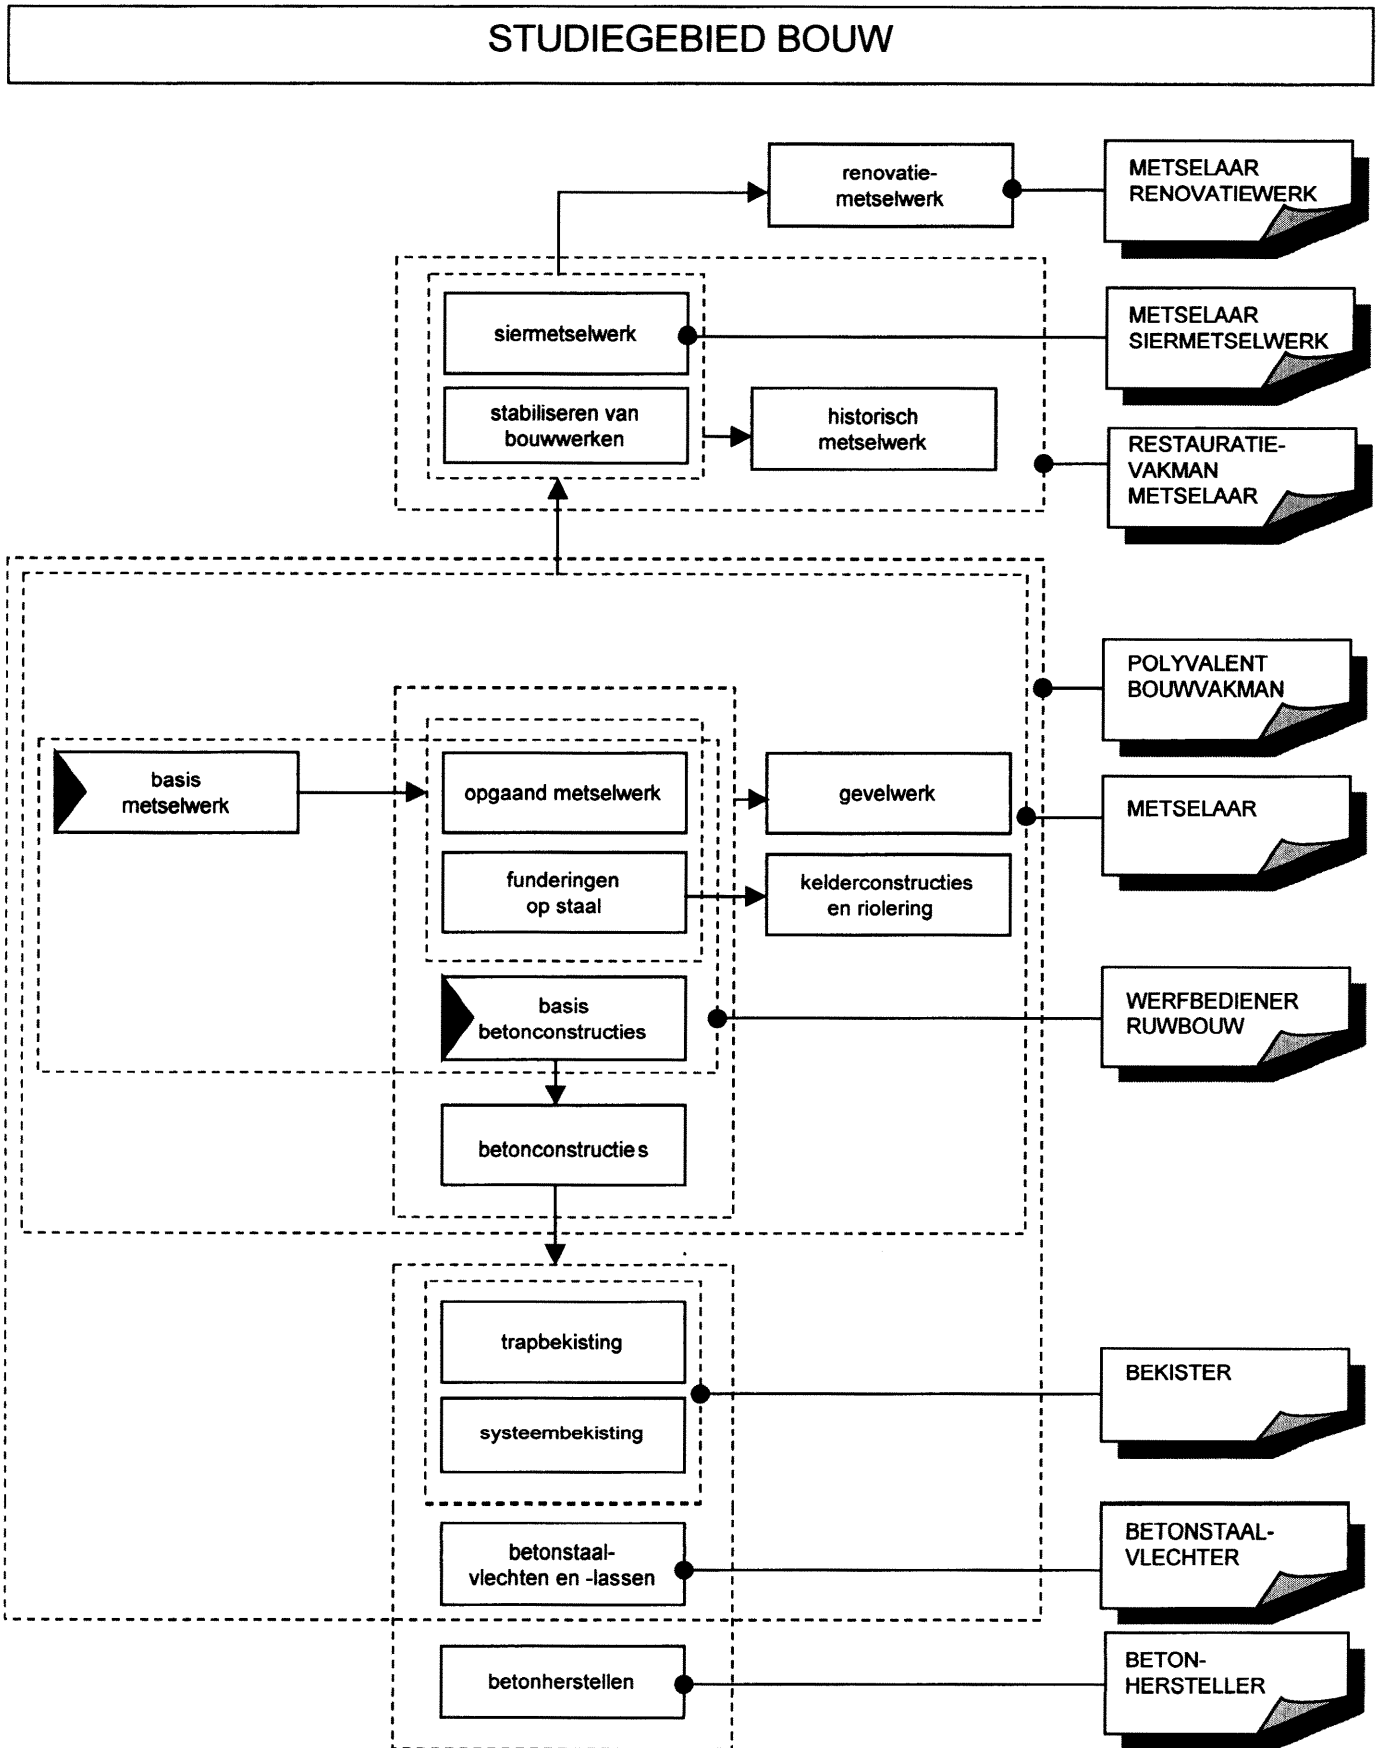 STUDIEGEBIED BOUW
renovatie-
metselwerk
METSELAAR
RENOVATIEWERK
siermetselwerk
METSELAAR
SIERMETSELWERK
stabiliseren van
bouwwerken
historisch
metselwerk
RESTAURATIE-
VAKMAN
METSELAAR
POLYVALENT
BOUWVAKMAN
basis
metselwerk
opgaand metselwerk
gevelwerk
METSELAAR
funderingen
op staal
kelderconstructies
en riolering
basis
betonconstructies
WERFBEDIENER
RUWBOUW
betonconstructies
trapbekisting
BEKISTER
systeembekisting
betonstaal-
vlechten en -lassen
BETONSTAAL-
VLECHTER
betonherstellen
BETON-
HERSTELLER